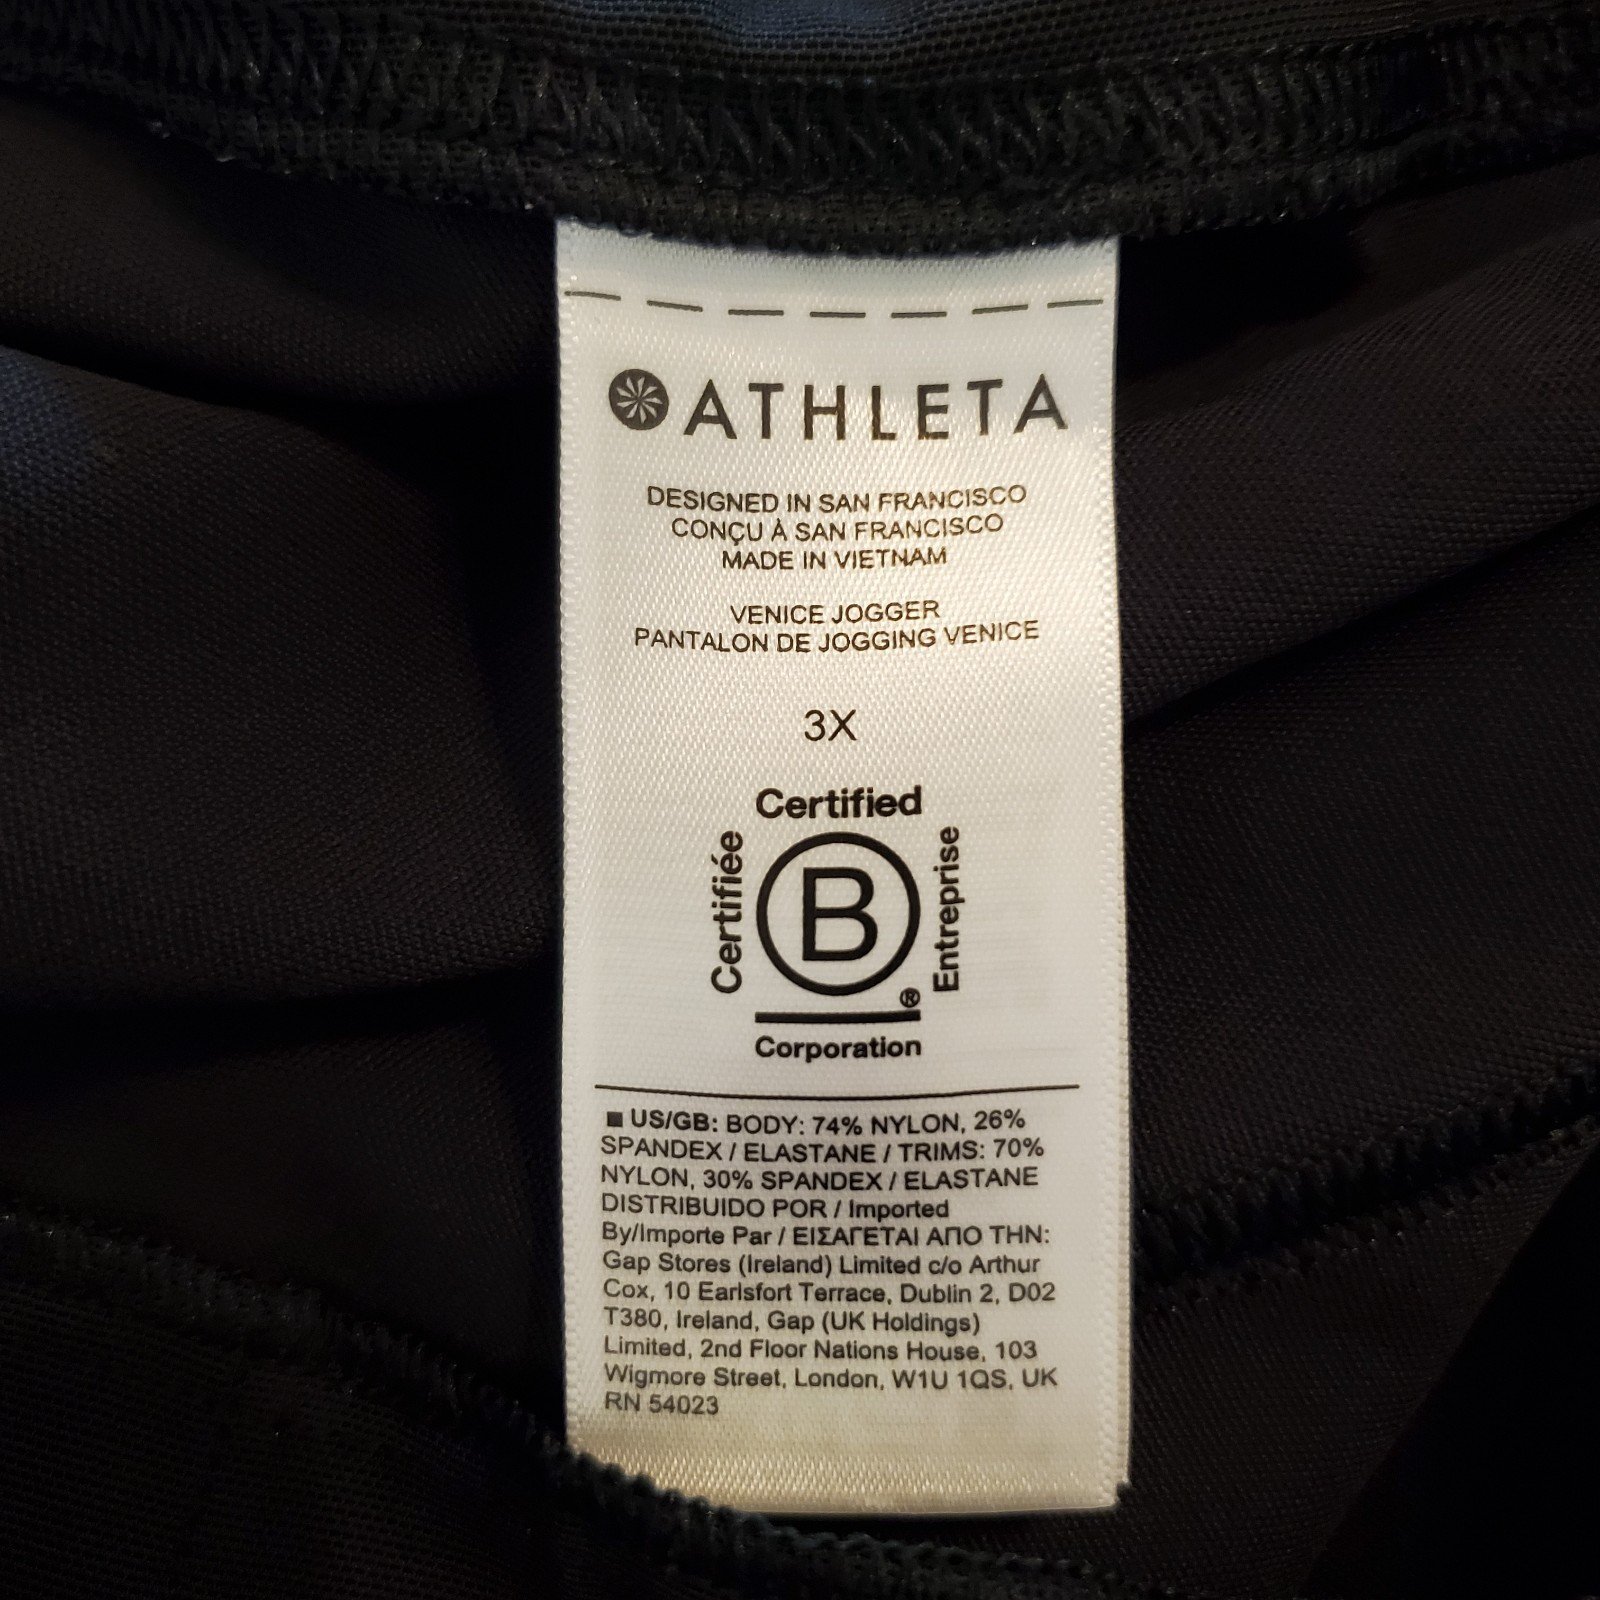 ATHLETA
DESIGNED IN SAN FRANCISCO
CONÇU À SAN FRANCISCO
MADE IN VIETNAM
VENICE JOGGER
PANTALON DE JOGGING VENICE
3X
Certified
Certifiée
B
Entreprise
®
Corporation
US/GB: BODY: 74% NYLON, 26%
SPANDEX / ELASTANE / TRIMS: 70%
NYLON, 30% SPANDEX / ELASTANE
DISTRIBUIDO POR / Imported
By/Importe Par / ΕΙΣΑΓΕΤΑΙ ΑΠΟ ΤΗΝ:
Gap Stores (Ireland) Limited c/o Arthur
Cox, 10 Earlsfort Terrace, Dublin 2, D02
T380, Ireland, Gap (UK Holdings)
Limited, 2nd Floor Nations House, 103
Wigmore Street, London, W1U 1QS, UK
RN 54023